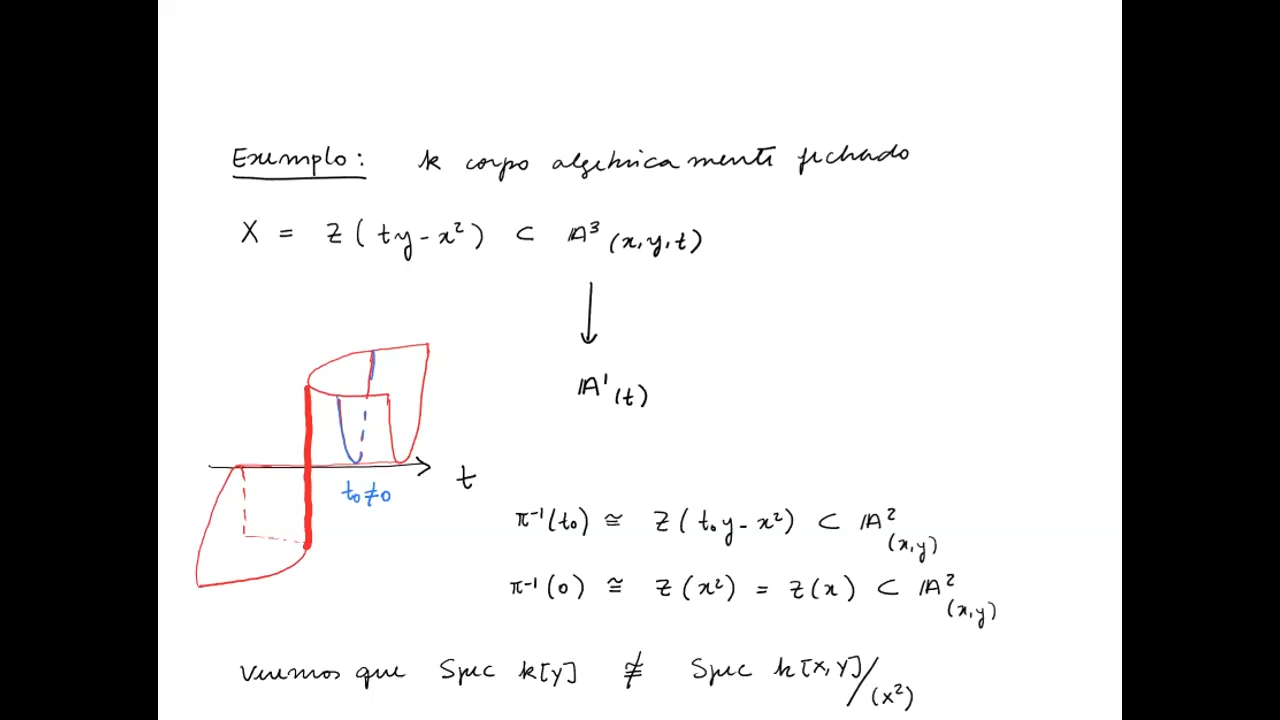 Exemplo: k corpo algebricamente fechado
X = Z(ty - x²) ⊂ 𝔸³(x,y,t)
↓
𝔸¹(t)
t
t₀≠0
π⁻¹(t₀) ≅ Z(t₀y - x²) ⊂ 𝔸²(x,y)
π⁻¹(0) ≅ Z(x²) = Z(x) ⊂ 𝔸²(x,y)
Veremos que Spec k[y] ≇ Spec k[x,y]/(x²)